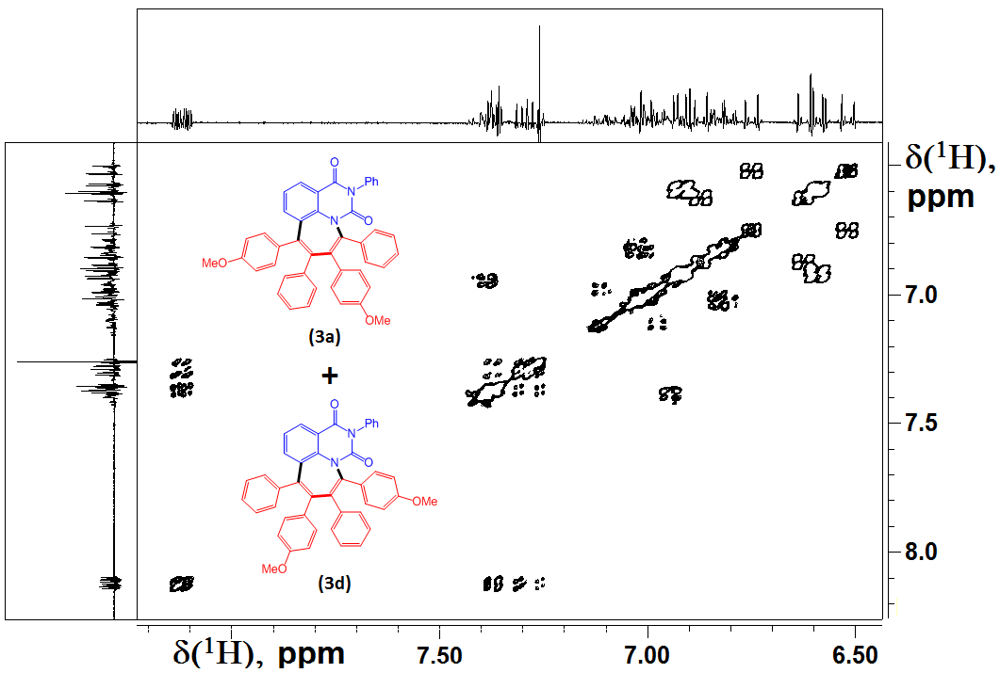 δ(¹H),
ppm
O
N
Ph
N
O
MeO
OMe
(3a)
+
O
N
Ph
N
O
OMe
MeO
(3d)
7.0
7.5
8.0
δ(¹H), ppm
7.50
7.00
6.50